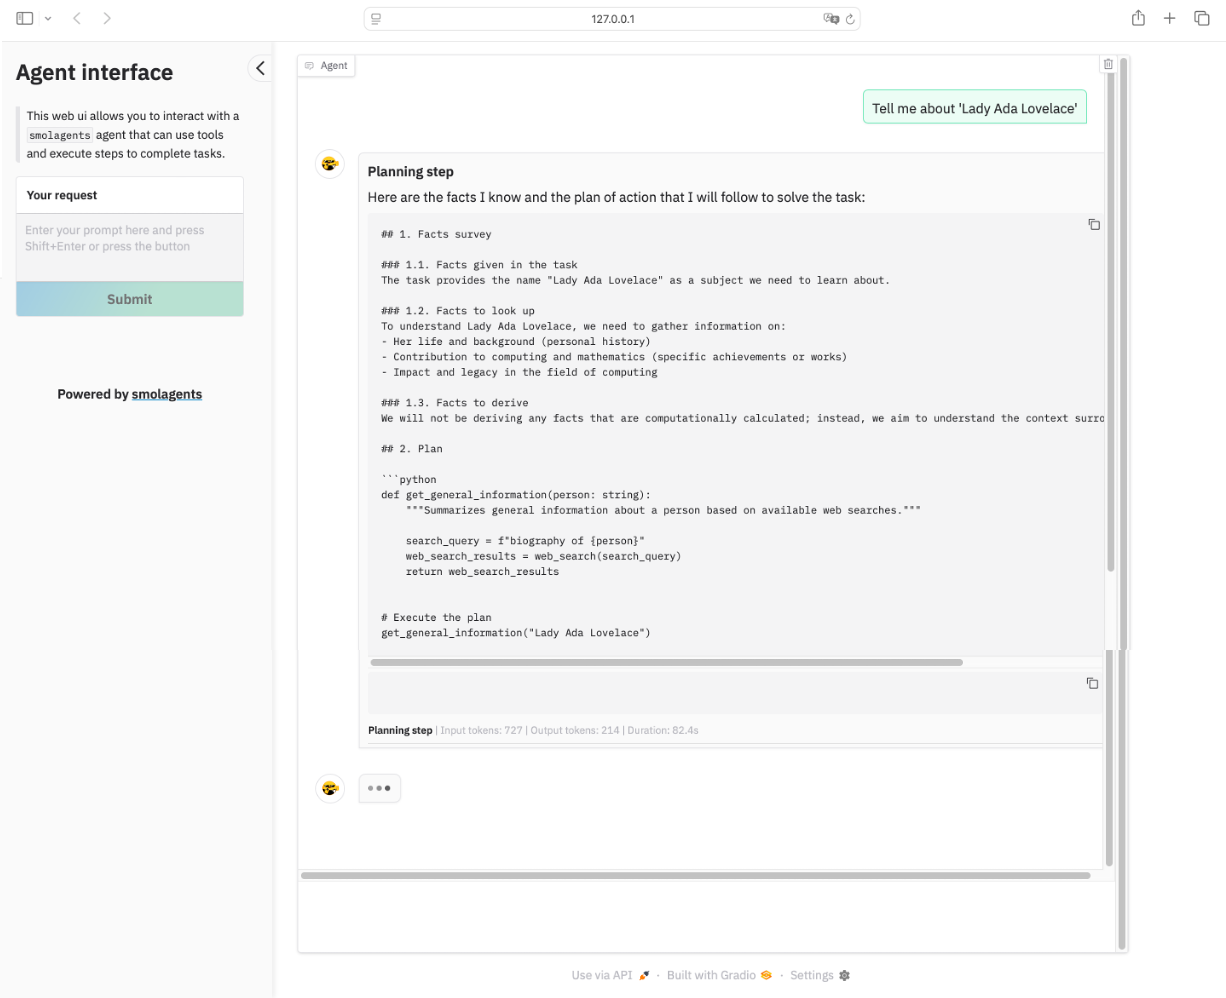 127.0.0.1
Agent interface
This web ui allows you to interact with a
smolagents agent that can use tools
and execute steps to complete tasks.
Your request
Enter your prompt here and press
Shift+Enter or press the button
Submit
Powered by smolagents
Agent
Tell me about 'Lady Ada Lovelace'
Planning step
Here are the facts I know and the plan of action that I will follow to solve the task:
## 1. Facts survey
### 1.1. Facts given in the task
The task provides the name "Lady Ada Lovelace" as a subject we need to learn about.
### 1.2. Facts to look up
To understand Lady Ada Lovelace, we need to gather information on:
- Her life and background (personal history)
- Contribution to computing and mathematics (specific achievements or works)
- Impact and legacy in the field of computing
### 1.3. Facts to derive
We will not be deriving any facts that are computationally calculated; instead, we aim to understand the context surro
## 2. Plan
```python
def get_general_information(person: string):
    """Summarizes general information about a person based on available web searches."""
    search_query = f"biography of {person}"
    web_search_results = web_search(search_query)
    return web_search_results
# Execute the plan
get_general_information("Lady Ada Lovelace")
Planning step | Input tokens: 727 | Output tokens: 214 | Duration: 82.4s
Use via API · Built with Gradio · Settings